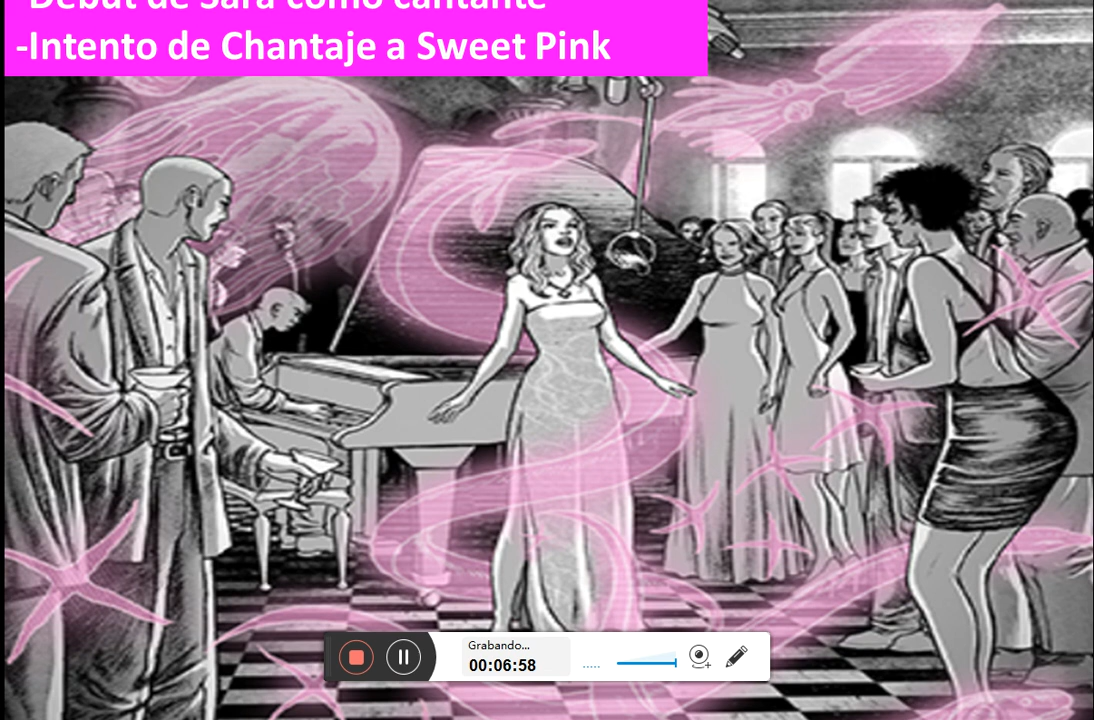 -Debut de Sara como cantante
-Intento de Chantaje a Sweet Pink
Grabando...
00:06:58